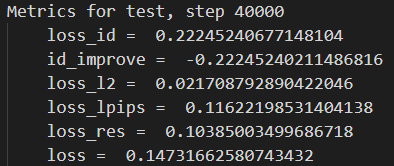 Metrics for test, step 40000
loss_id = 0.22245240677148104
id_improve = -0.22245240211486816
loss_l2 = 0.021708792890422046
loss_lpips = 0.11622198531404138
loss_res = 0.10385003499686718
loss = 0.14731662580743432